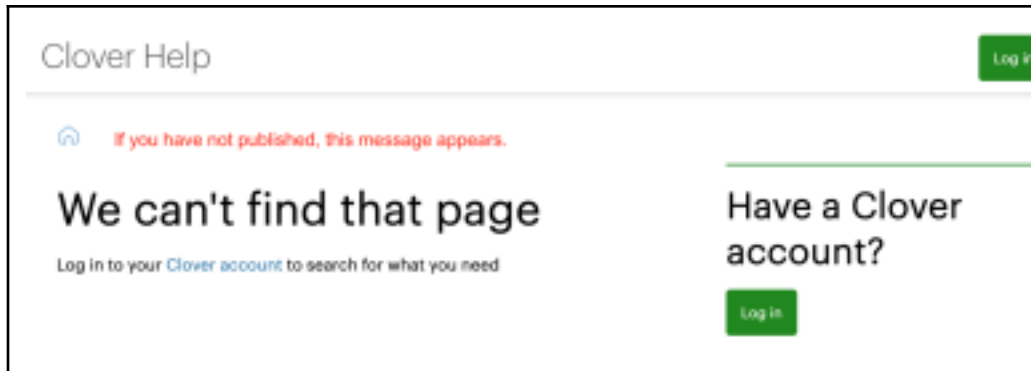 Clover Help
Log in
If you have not published, this message appears.
We can't find that page
Log in to your Clover account to search for what you need
Have a Clover
account?
Log in